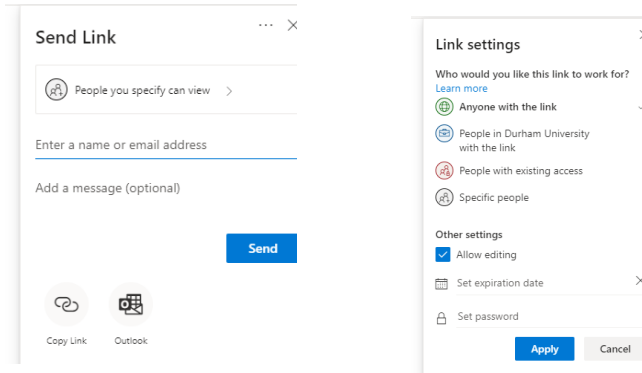 Send Link
People you specify can view
Enter a name or email address
Add a message (optional)
Send
Copy Link
Outlook
Link settings
Who would you like this link to work for?
Learn more
Anyone with the link
People in Durham University
with the link
People with existing access
Specific people
Other settings
Allow editing
Set expiration date
Set password
Apply
Cancel